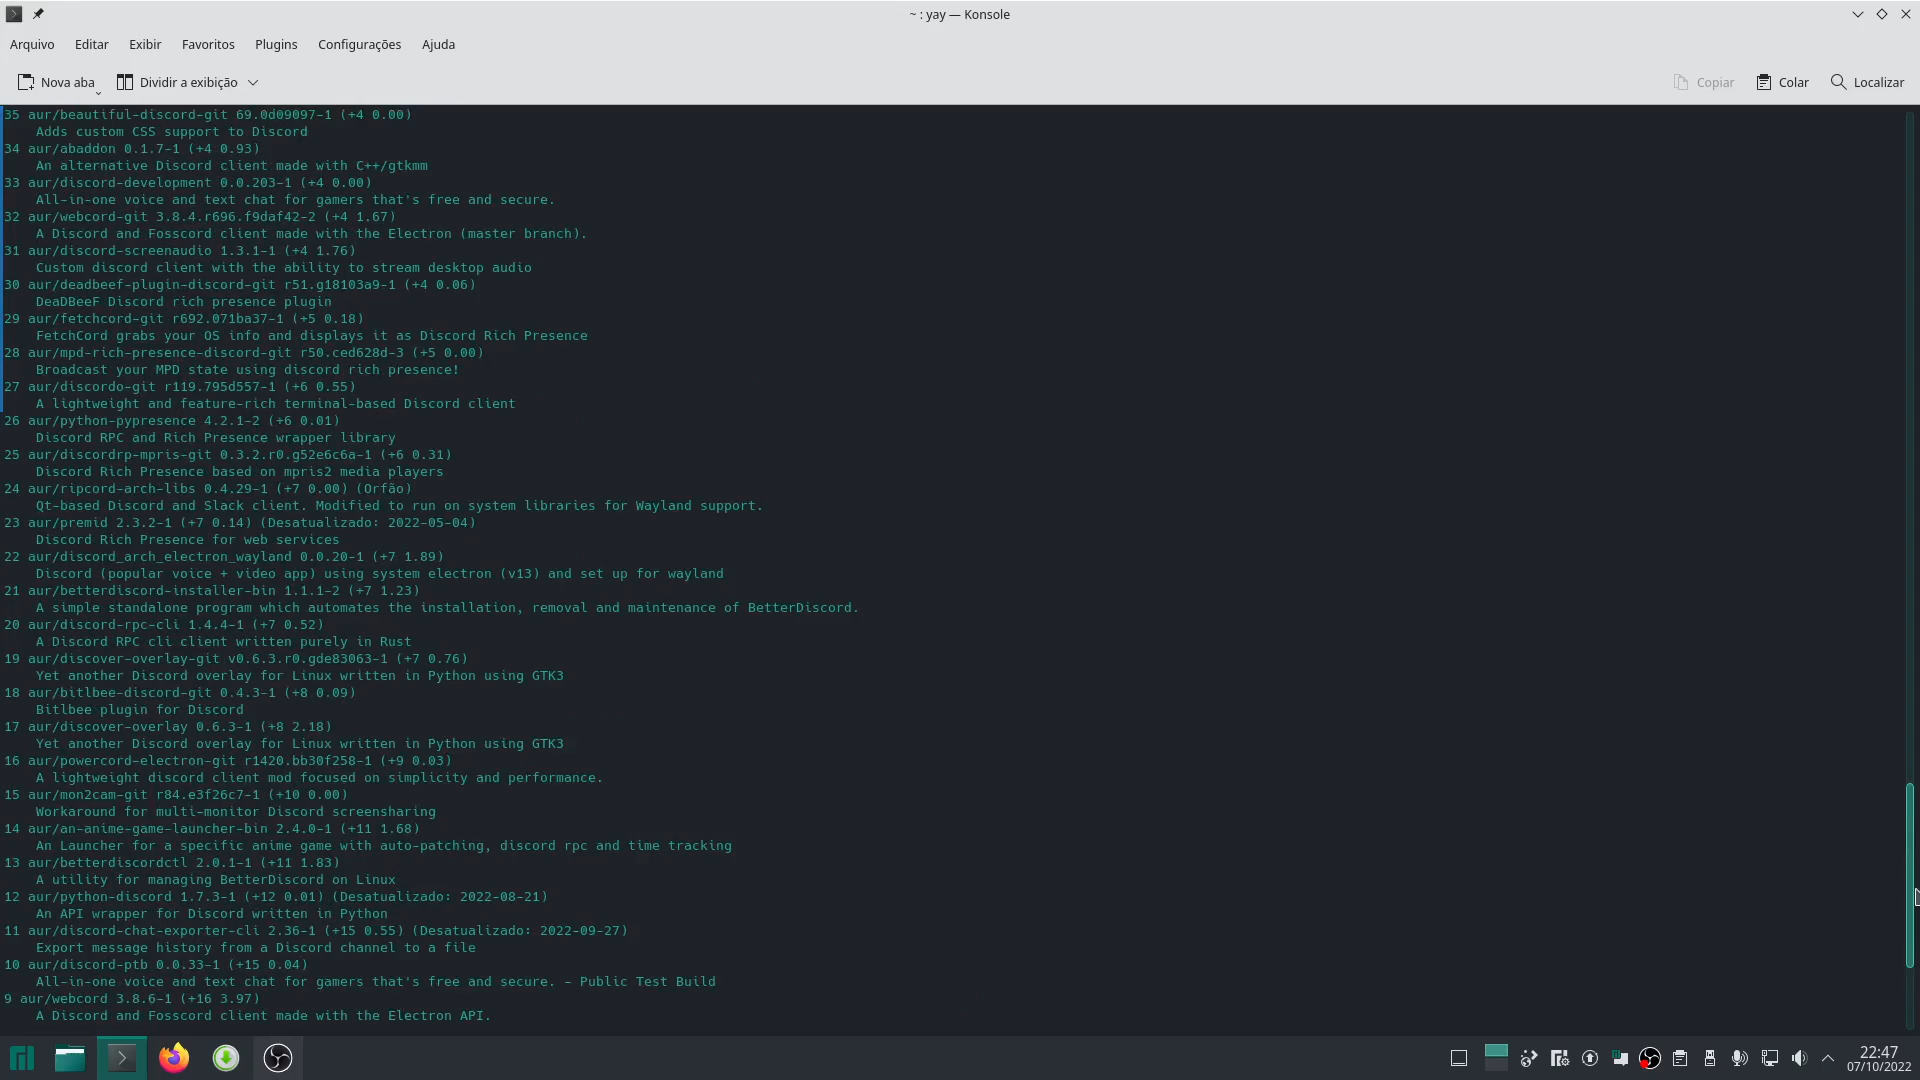 ~ : yay — Konsole
Arquivo Editar Exibir Favoritos Plugins Configurações Ajuda
Nova aba Dividir a exibição Copiar Colar Localizar
35 aur/beautiful-discord-git 69.0d09097-1 (+4 0.00)
Adds custom CSS support to Discord
34 aur/abaddon 0.1.7-1 (+4 0.93)
An alternative Discord client made with C++/gtkmm
33 aur/discord-development 0.0.203-1 (+4 0.00)
All-in-one voice and text chat for gamers that's free and secure.
32 aur/webcord-git 3.8.4.r696.f9daf42-2 (+4 1.67)
A Discord and Fosscord client made with the Electron (master branch).
31 aur/discord-screenaudio 1.3.1-1 (+4 1.76)
Custom discord client with the ability to stream desktop audio
30 aur/deadbeef-plugin-discord-git r51.g18103a9-1 (+4 0.06)
DeaDBeeF Discord rich presence plugin
29 aur/fetchcord-git r692.071ba37-1 (+5 0.18)
FetchCord grabs your OS info and displays it as Discord Rich Presence
28 aur/mpd-rich-presence-discord-git r50.ced628d-3 (+5 0.00)
Broadcast your MPD state using discord rich presence!
27 aur/discordo-git r119.795d557-1 (+6 0.55)
A lightweight and feature-rich terminal-based Discord client
26 aur/python-pypresence 4.2.1-2 (+6 0.01)
Discord RPC and Rich Presence wrapper library
25 aur/discordrp-mpris-git 0.3.2.r0.g52e6c6a-1 (+6 0.31)
Discord Rich Presence based on mpris2 media players
24 aur/ripcord-arch-libs 0.4.29-1 (+7 0.00) (Orfão)
Qt-based Discord and Slack client. Modified to run on system libraries for Wayland support.
23 aur/premid 2.3.2-1 (+7 0.14) (Desatualizado: 2022-05-04)
Discord Rich Presence for web services
22 aur/discord_arch_electron_wayland 0.0.20-1 (+7 1.89)
Discord (popular voice + video app) using system electron (v13) and set up for wayland
21 aur/betterdiscord-installer-bin 1.1.1-2 (+7 1.23)
A simple standalone program which automates the installation, removal and maintenance of BetterDiscord.
20 aur/discord-rpc-cli 1.4.4-1 (+7 0.52)
A Discord RPC cli client written purely in Rust
19 aur/discover-overlay-git v0.6.3.r0.gde83063-1 (+7 0.76)
Yet another Discord overlay for Linux written in Python using GTK3
18 aur/bitlbee-discord-git 0.4.3-1 (+8 0.09)
Bitlbee plugin for Discord
17 aur/discover-overlay 0.6.3-1 (+8 2.18)
Yet another Discord overlay for Linux written in Python using GTK3
16 aur/powercord-electron-git r1420.bb30f258-1 (+9 0.03)
A lightweight discord client mod focused on simplicity and performance.
15 aur/mon2cam-git r84.e3f26c7-1 (+10 0.00)
Workaround for multi-monitor Discord screensharing
14 aur/an-anime-game-launcher-bin 2.4.0-1 (+11 1.68)
An Launcher for a specific anime game with auto-patching, discord rpc and time tracking
13 aur/betterdiscordctl 2.0.1-1 (+11 1.83)
A utility for managing BetterDiscord on Linux
12 aur/python-discord 1.7.3-1 (+12 0.01) (Desatualizado: 2022-08-21)
An API wrapper for Discord written in Python
11 aur/discord-chat-exporter-cli 2.36-1 (+15 0.55) (Desatualizado: 2022-09-27)
Export message history from a Discord channel to a file
10 aur/discord-ptb 0.0.33-1 (+15 0.04)
All-in-one voice and text chat for gamers that's free and secure. - Public Test Build
9 aur/webcord 3.8.6-1 (+16 3.97)
A Discord and Fosscord client made with the Electron API.
22:47
07/10/2022